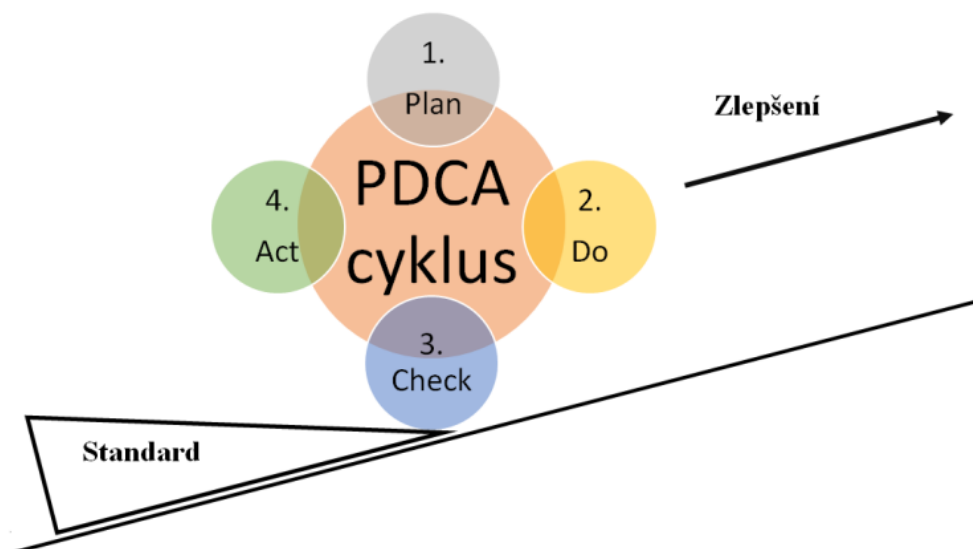 1.
Plan
Zlepšení
PDCA
cyklus
4.
Act
2.
Do
3.
Check
Standard